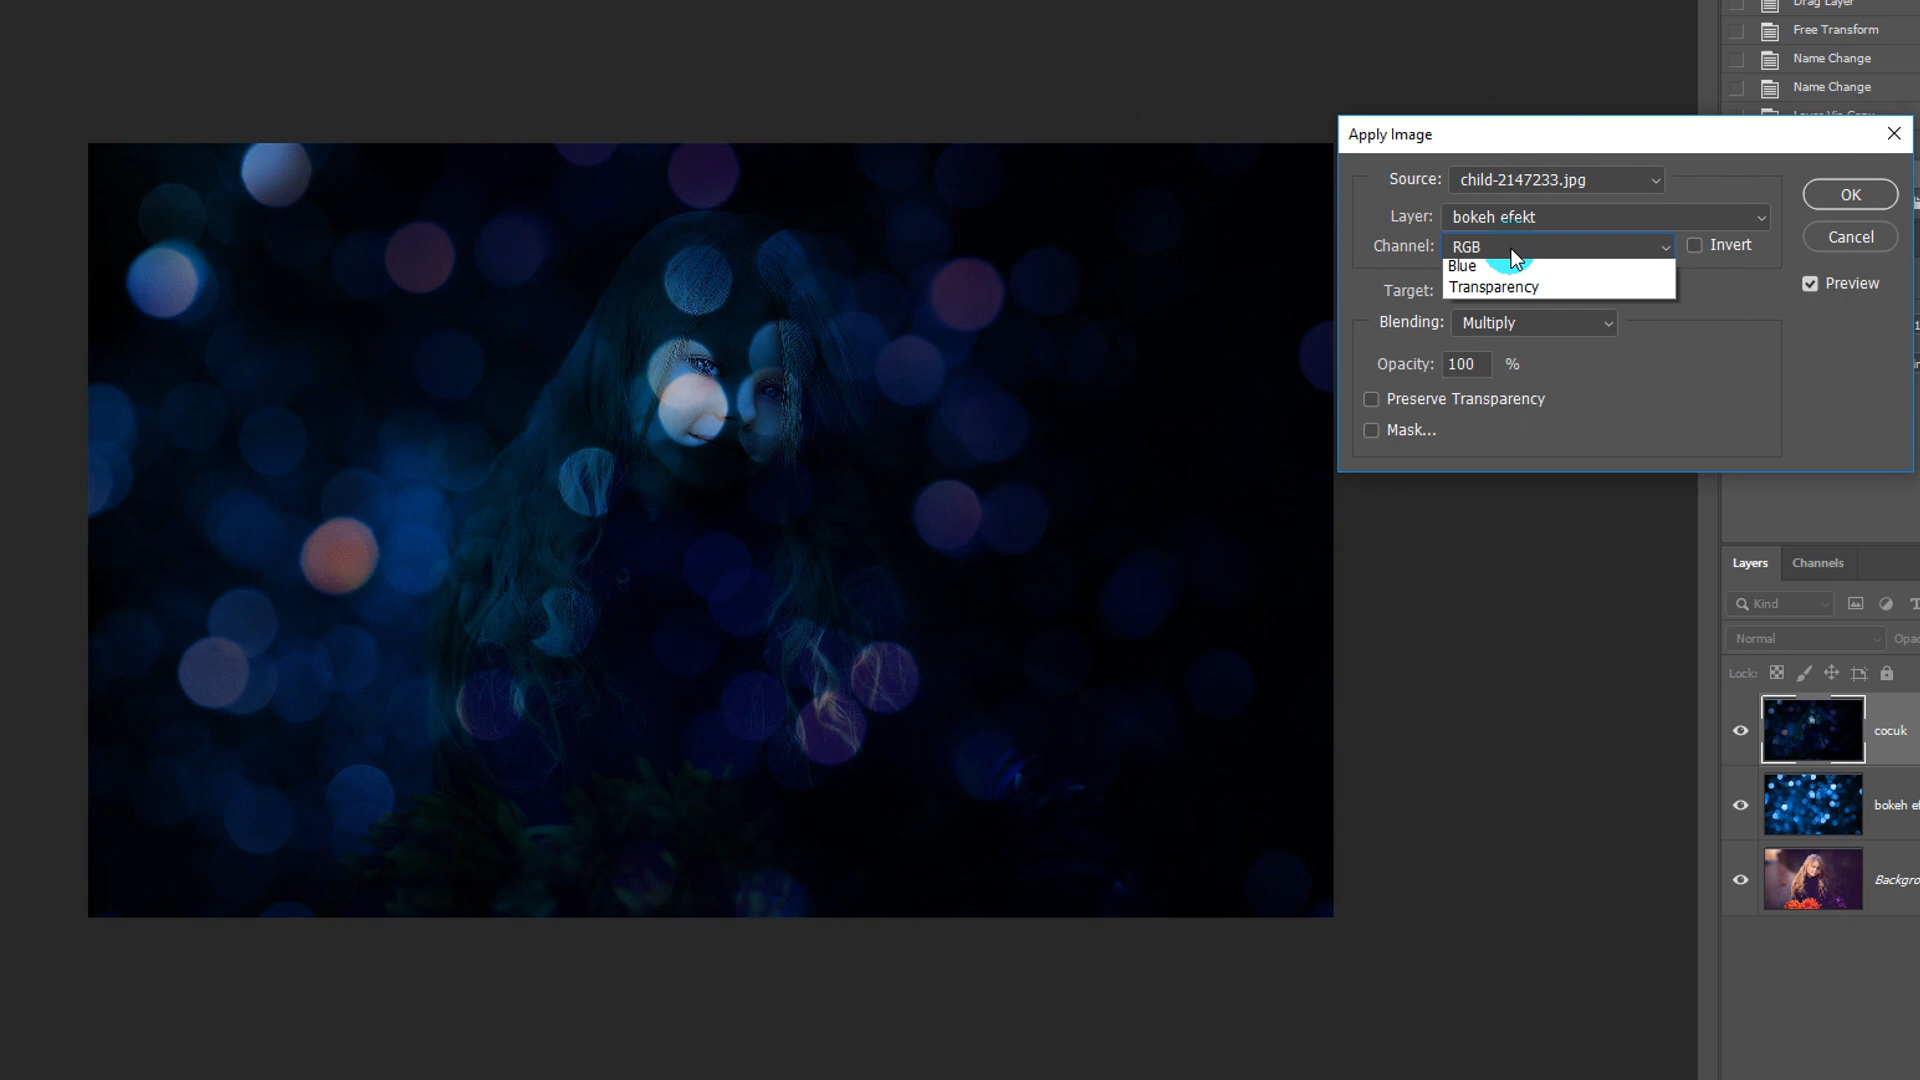 Drag Layer
Free Transform
Name Change
Name Change
Layer Via Copy
Apply Image
Source: child-2147233.jpg
OK
Layer: bokeh efekt
Channel: RGB
Invert
Cancel
Blue
Transparency
Target:
Preview
Blending: Multiply
Opacity: 100 %
Preserve Transparency
Mask...
Layers Channels
Kind
Normal Opac
Lock:
cocuk
bokeh ef
Backgro